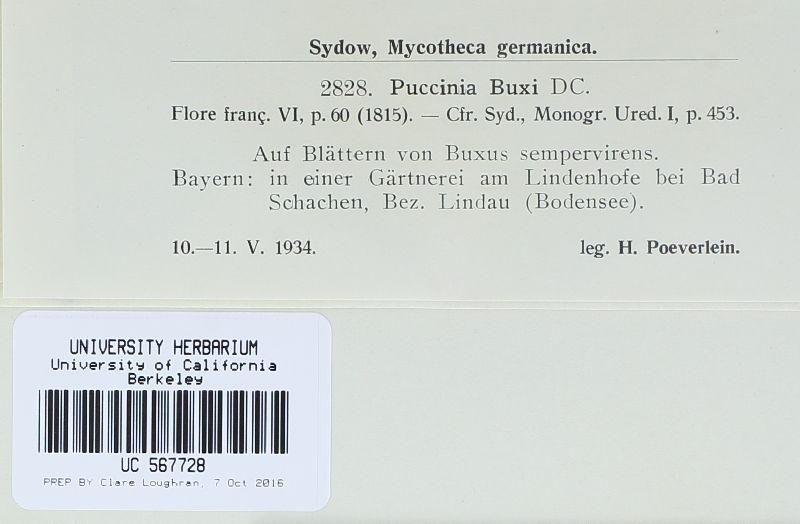 Sydow, Mycotheca germanica.
2828. Puccinia Buxi DC.
Flore franç. VI, p. 60 (1815). — Cfr. Syd., Monogr. Ured. I, p. 453.
Auf Blättern von Buxus sempervirens.
Bayern: in einer Gärtnerei am Lindenhofe bei Bad
Schachen, Bez. Lindau (Bodensee).
10.—11. V. 1934. leg. H. Poeverlein.
UNIVERSITY HERBARIUM
University of California
Berkeley
UC 567728
PREP BY Clare Loughran, 7 Oct 2016